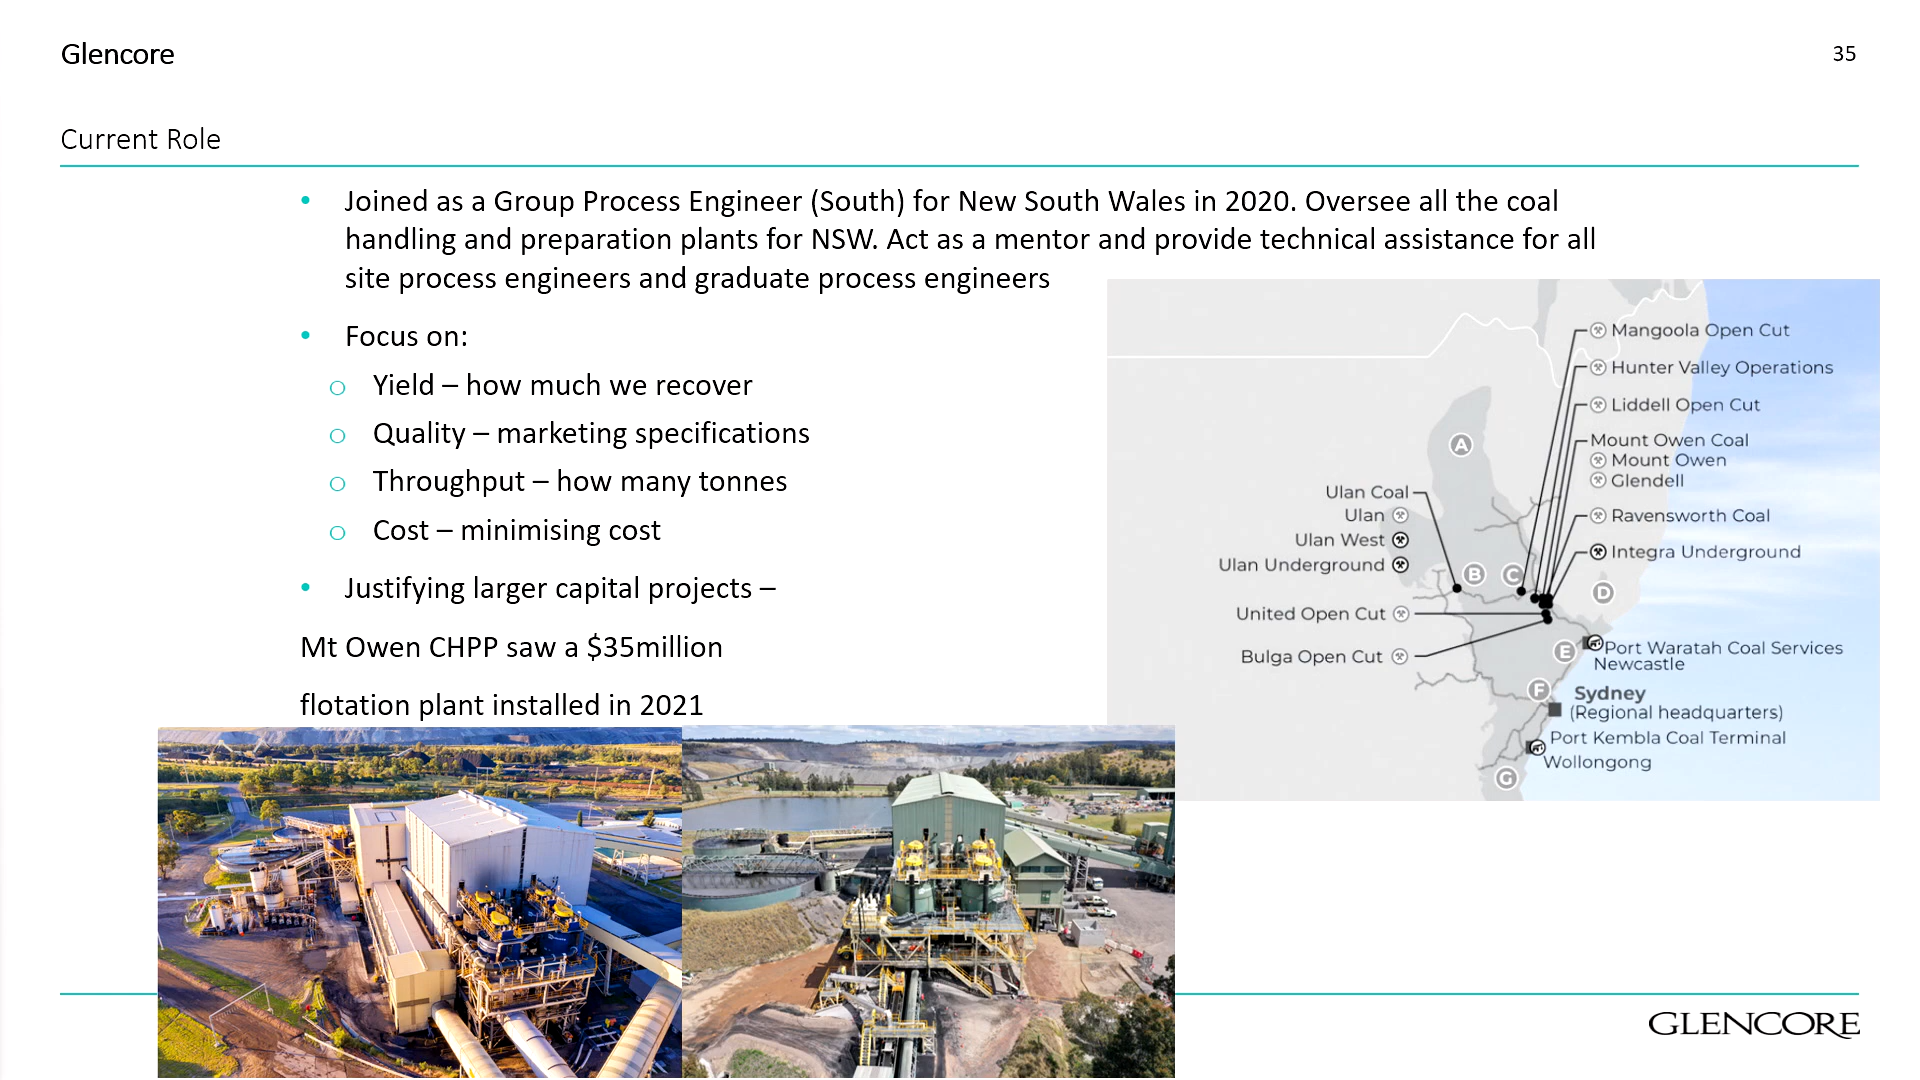 Glencore
35
Current Role
• Joined as a Group Process Engineer (South) for New South Wales in 2020. Oversee all the coal
handling and preparation plants for NSW. Act as a mentor and provide technical assistance for all
site process engineers and graduate process engineers
• Focus on:
o Yield – how much we recover
o Quality – marketing specifications
o Throughput – how many tonnes
o Cost – minimising cost
• Justifying larger capital projects –
Mt Owen CHPP saw a $35million
flotation plant installed in 2021
Mangoola Open Cut
Hunter Valley Operations
Liddell Open Cut
Mount Owen Coal
Mount Owen
Glendell
Ravensworth Coal
Integra Underground
Ulan Coal
Ulan
Ulan West
Ulan Underground
United Open Cut
Bulga Open Cut
A
B
C
D
E
F
G
Port Waratah Coal Services
Newcastle
Sydney
(Regional headquarters)
Port Kembla Coal Terminal
Wollongong
GLENCORE